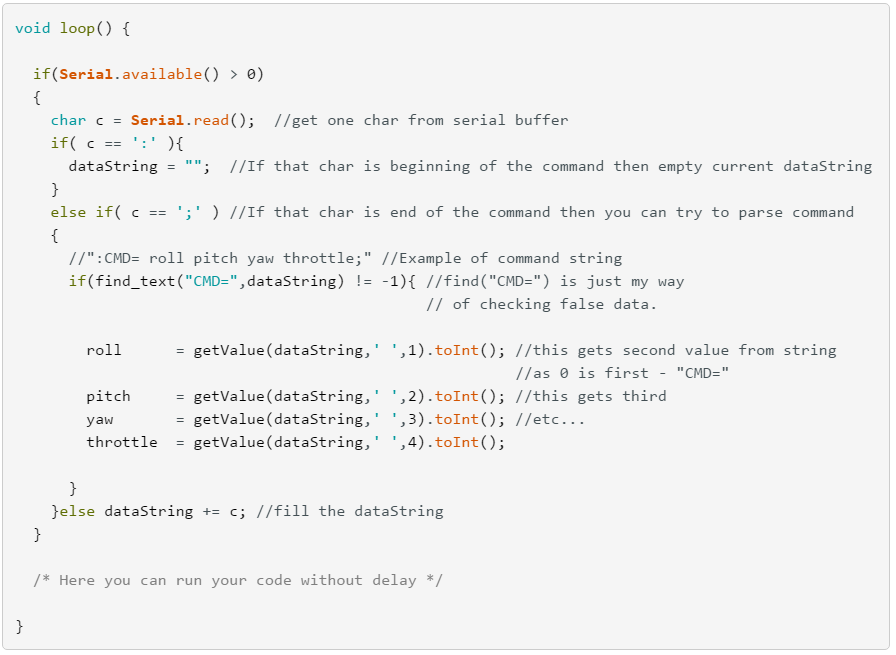 void loop() {
if(Serial.available() > 0)
{
char c = Serial.read();  //get one char from serial buffer
if( c == ':' ){
dataString = "";  //If that char is beginning of the command then empty current dataString
}
else if( c == ';' ) //If that char is end of the command then you can try to parse command
{
//":CMD= roll pitch yaw throttle;" //Example of command string
if(find_text("CMD=",dataString) != -1){ //find("CMD=") is just my way
// of checking false data.
roll      = getValue(dataString,' ',1).toInt(); //this gets second value from string
//as 0 is first - "CMD="
pitch     = getValue(dataString,' ',2).toInt(); //this gets third
yaw       = getValue(dataString,' ',3).toInt(); //etc...
throttle  = getValue(dataString,' ',4).toInt();
}
}else dataString += c; //fill the dataString
}
/* Here you can run your code without delay */
}